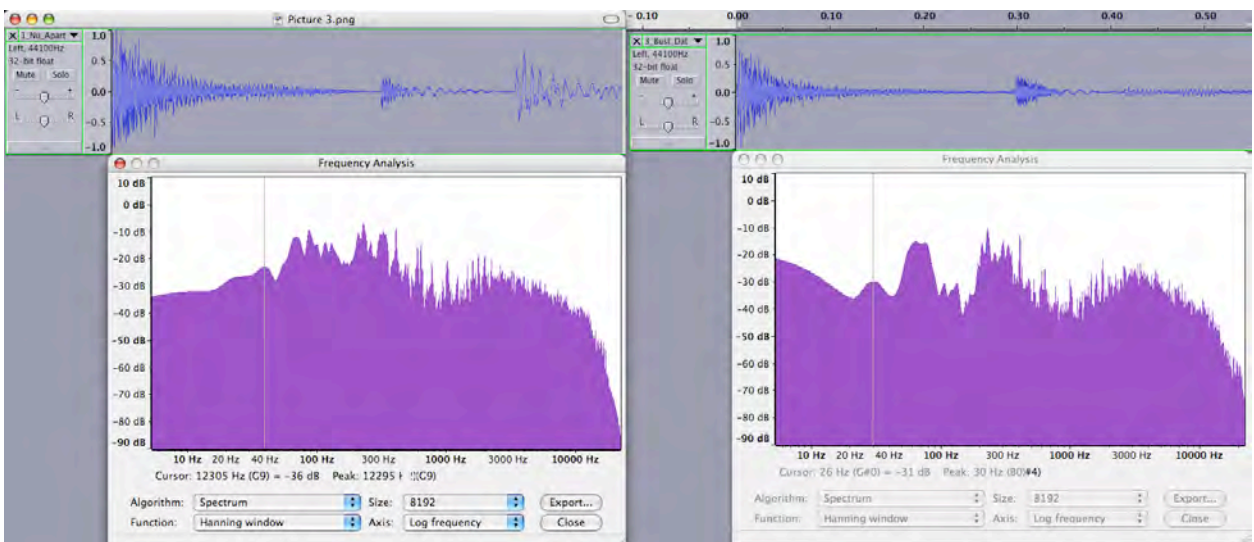 Picture 3.png
1_Nu_Apart
Left, 44100Hz
32-bit float
Mute Solo
- +
L R
1.0
0.5
0.0
-0.5
-1.0
Frequency Analysis
10 dB
0 dB
-10 dB
-20 dB
-30 dB
-40 dB
-50 dB
-60 dB
-70 dB
-80 dB
-90 dB
10 Hz 20 Hz 40 Hz 100 Hz 300 Hz 1000 Hz 3000 Hz 10000 Hz
Cursor: 12305 Hz (G9) = -36 dB Peak: 12295 G9)
Algorithm: Spectrum Size: 8192 Export...
Function: Hanning window Axis: Log frequency Close
- 0.10 0.00 0.10 0.20 0.30 0.40 0.50
3_Bust_Dat
Left, 44100Hz
32-bit float
Mute Solo
- +
L R
1.0
0.5
0.0
-0.5
-1.0
Frequency Analysis
10 dB
0 dB
-10 dB
-20 dB
-30 dB
-40 dB
-50 dB
-60 dB
-70 dB
-80 dB
-90 dB
10 Hz 20 Hz 40 Hz 100 Hz 300 Hz 1000 Hz 3000 Hz 10000 Hz
Cursor: 26 Hz (G#0) = -31 dB Peak: 30 Hz (B0)#4)
Algorithm: Spectrum Size: 8192 Export...
Function: Hanning window Axis: Log frequency Close